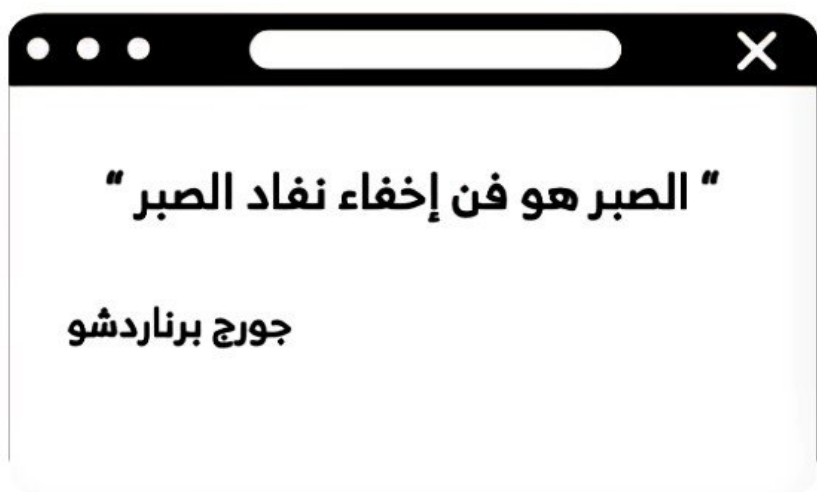 “ الصبر هو فن إخفاء نفاد الصبر “
جورج برناردشو